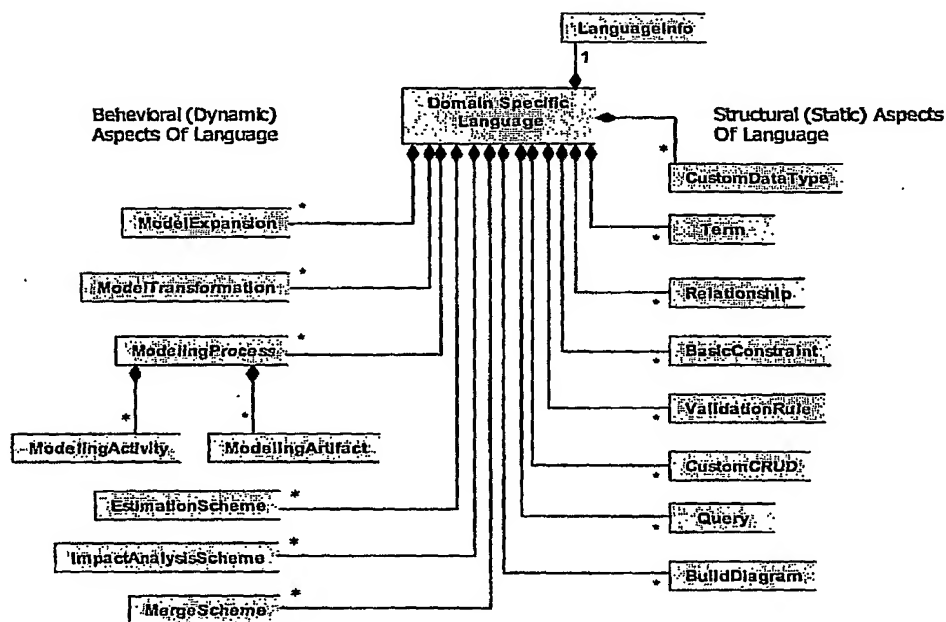 LanguageInfo
1
Domain Specific
Language
Behavioral (Dynamic)
Aspects Of Language
Structural (Static) Aspects
Of Language
*
CustomDataType
*
ModelExpansion
Term
*
*
ModelTransformation
Relationship
*
*
ModelingProcess
BasicConstraint
*
*
*
ValidationRule
*
ModelingActivity
ModelingArtifact
CustomCRUD
*
*
EstimationScheme
Query
*
*
ImpactAnalysisScheme
BuildDiagram
*
*
MergeScheme